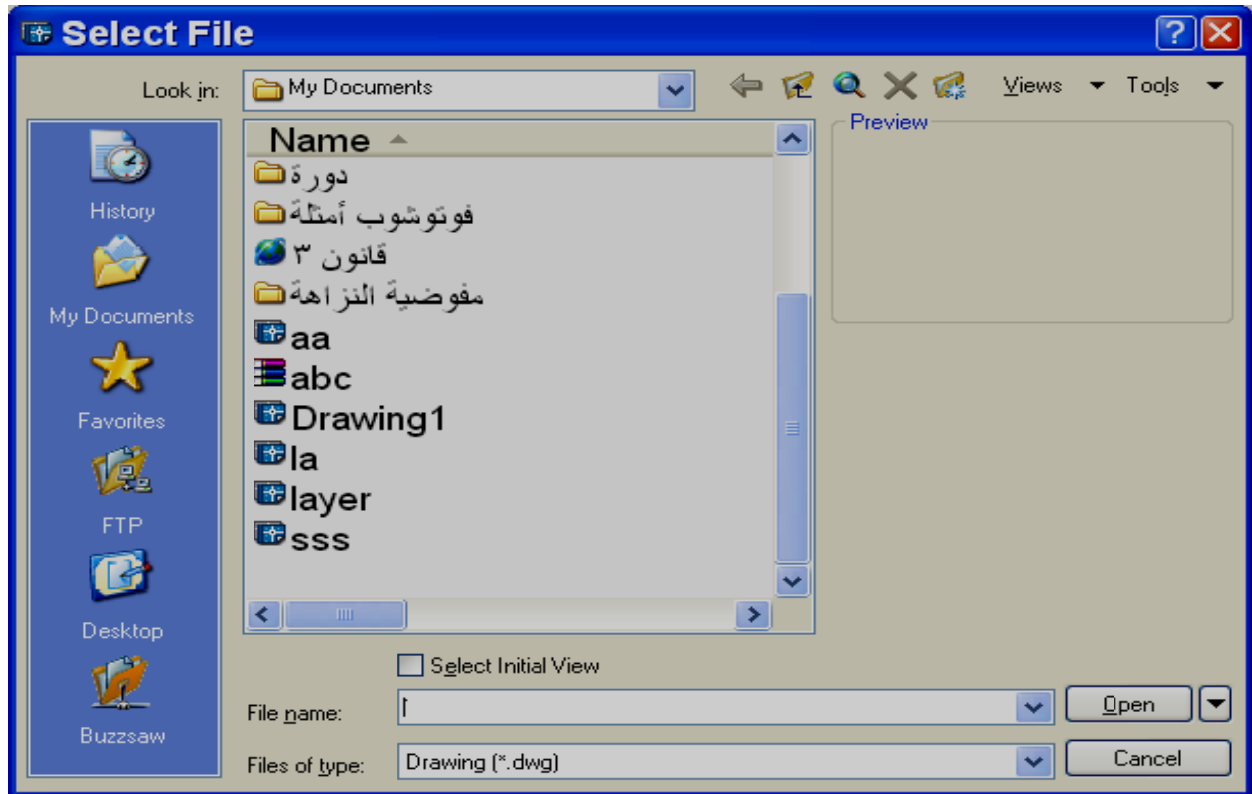 Select File
Look in: My Documents Views Tools
History
My Documents
Favorites
FTP
Desktop
Buzzsaw
Name
دورة
فوتوشوب أمثلة
قانون ٣
مفوضية النزاهة
aa
abc
Drawing1
la
layer
sss
Preview
Select Initial View
File name: Open
Files of type: Drawing (*.dwg) Cancel